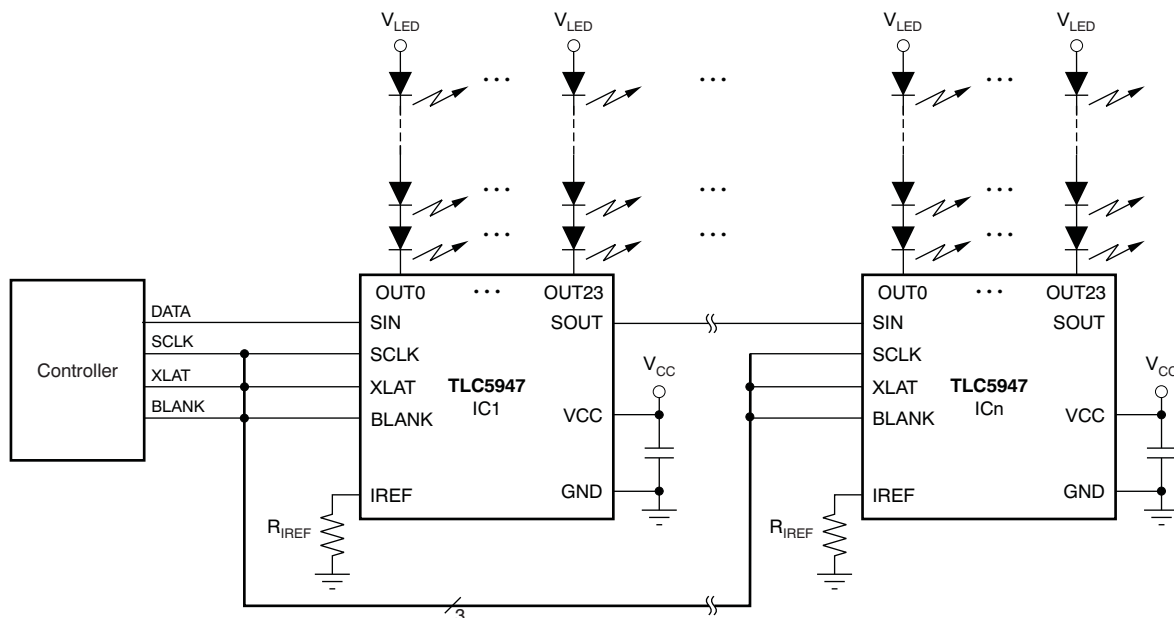 VLED VLED VLED VLED
... ... ... ...
... ... ...
... ... ...
OUT0 ... OUT23 OUT0 ... OUT23
DATA SIN SOUT SIN SOUT
SCLK SCLK SCLK
Controller XLAT XLAT TLC5947 VCC XLAT TLC5947 VCC
BLANK BLANK IC1 VCC BLANK ICn VCC
IREF GND IREF GND
RIREF RIREF
3